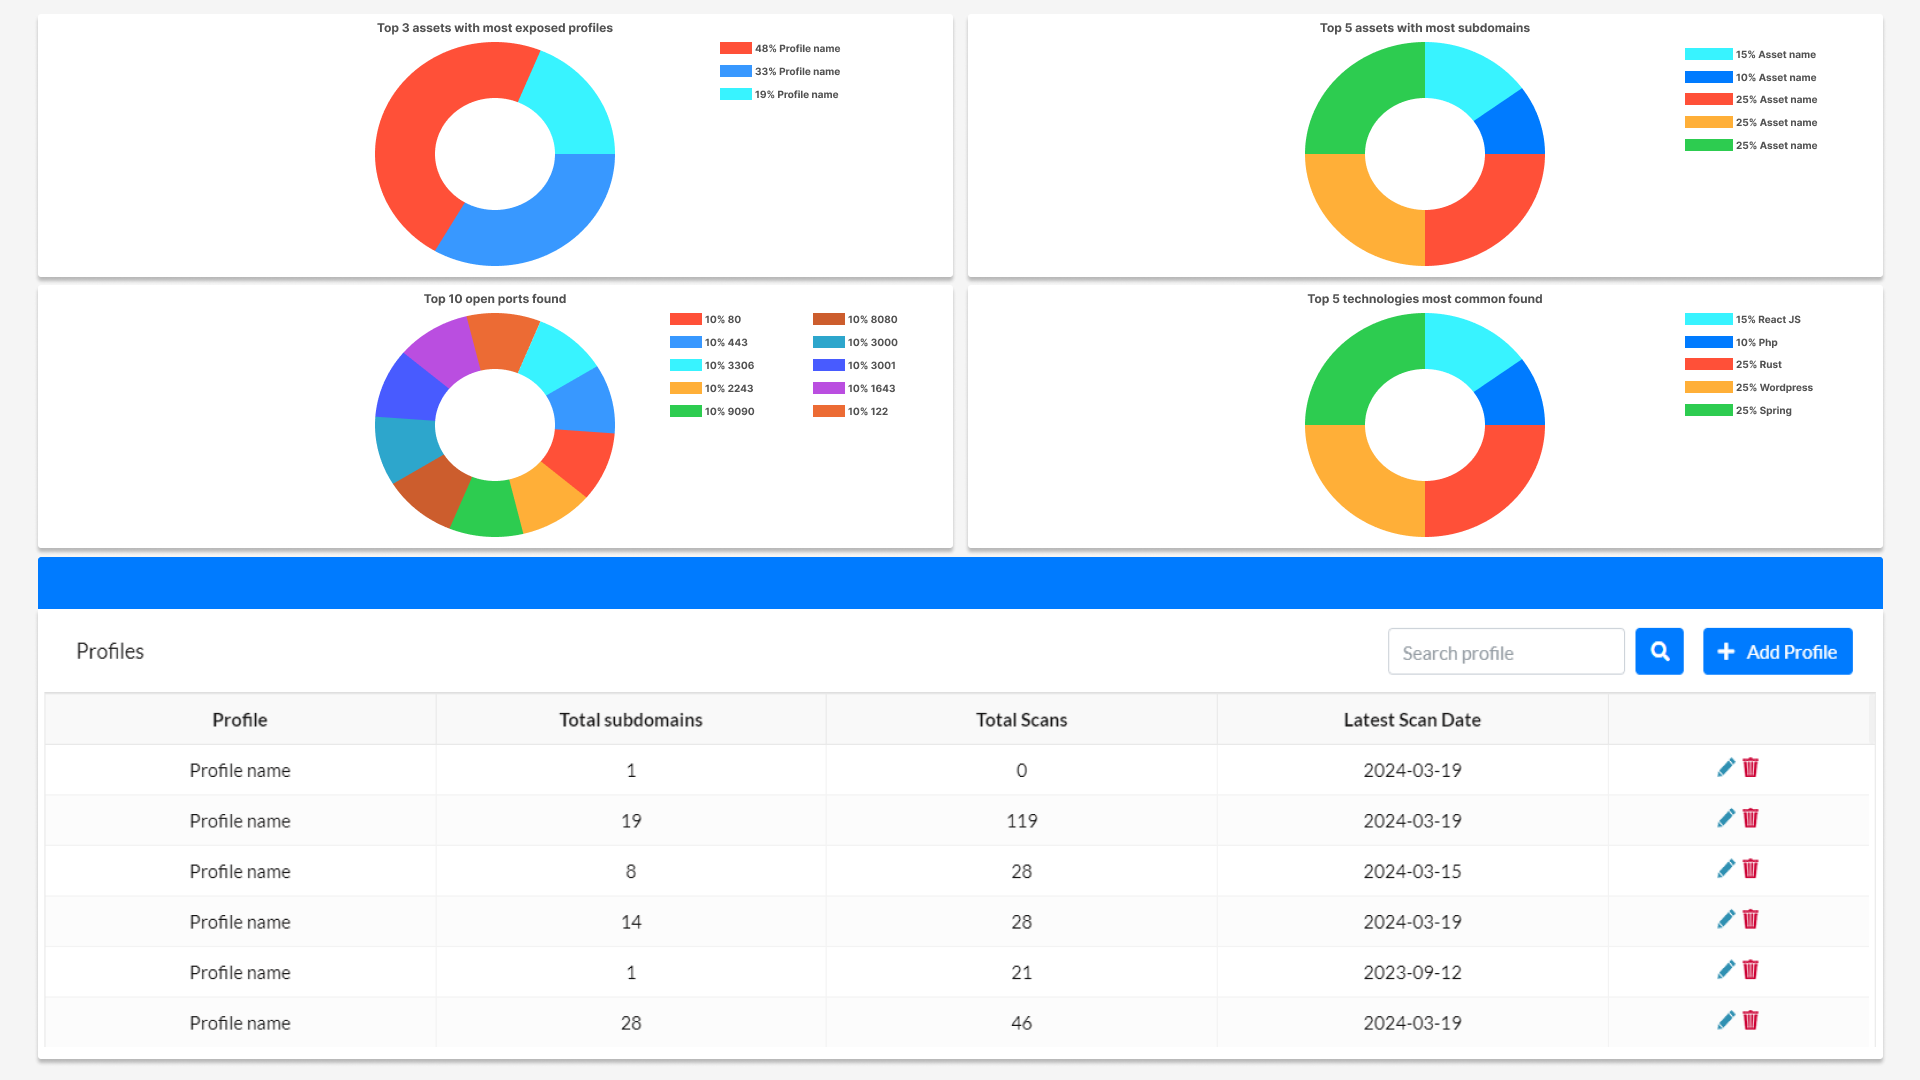 Top 3 assets with most exposed profiles
48% Profile name
33% Profile name
19% Profile name
Top 5 assets with most subdomains
15% Asset name
10% Asset name
25% Asset name
25% Asset name
25% Asset name
Top 10 open ports found
10% 80
10% 443
10% 3306
10% 2243
10% 9090
10% 8080
10% 3000
10% 3001
10% 1643
10% 122
Top 5 technologies most common found
15% React JS
10% Php
25% Rust
25% Wordpress
25% Spring
Profiles
Search profile
Add Profile
Profile Total subdomains Total Scans Latest Scan Date
Profile name 1 0 2024-03-19
Profile name 19 119 2024-03-19
Profile name 8 28 2024-03-15
Profile name 14 28 2024-03-19
Profile name 1 21 2023-09-12
Profile name 28 46 2024-03-19